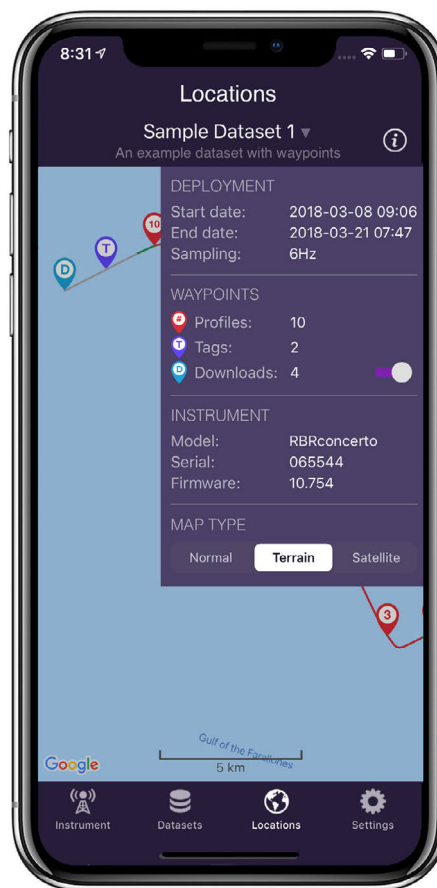 8:31
Locations
Sample Dataset 1
An example dataset with waypoints
DEPLOYMENT
Start date: 2018-03-08 09:06
End date: 2018-03-21 07:47
Sampling: 6Hz
WAYPOINTS
# Profiles: 10
T Tags: 2
D Downloads: 4
INSTRUMENT
Model: RBRconcerto
Serial: 065544
Firmware: 10.754
MAP TYPE
Normal Terrain Satellite
D
T
10
3
Gulf of the Farallones
Google
5 km
Instrument Datasets Locations Settings